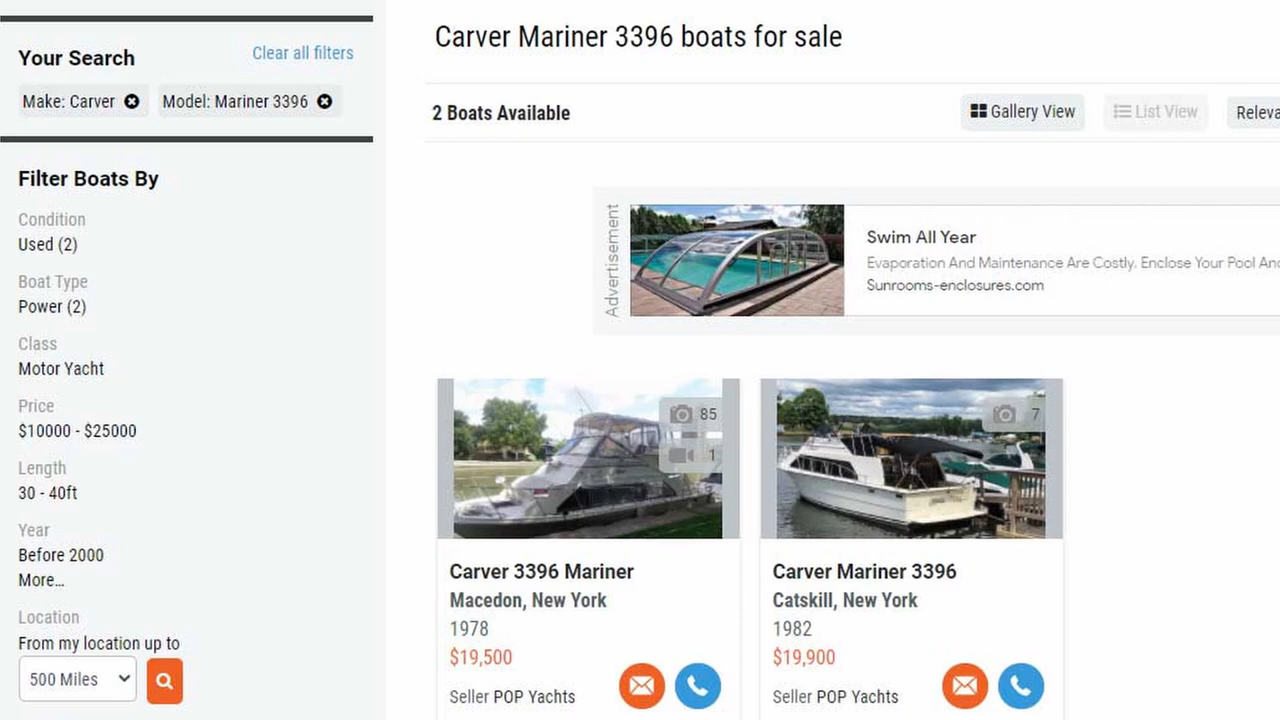 Your Search
Clear all filters
Make: Carver
Model: Mariner 3396
Filter Boats By
Condition
Used (2)
Boat Type
Power (2)
Class
Motor Yacht
Price
$10000 - $25000
Length
30 - 40ft
Year
Before 2000
More...
Location
From my location up to
500 Miles
Carver Mariner 3396 boats for sale
2 Boats Available
Gallery View
List View
Releva
Advertisement
Swim All Year
Evaporation And Maintenance Are Costly. Enclose Your Pool And
Sunrooms-enclosures.com
85
1
Carver 3396 Mariner
Macedon, New York
1978
$19,500
Seller POP Yachts
7
Carver Mariner 3396
Catskill, New York
1982
$19,900
Seller POP Yachts